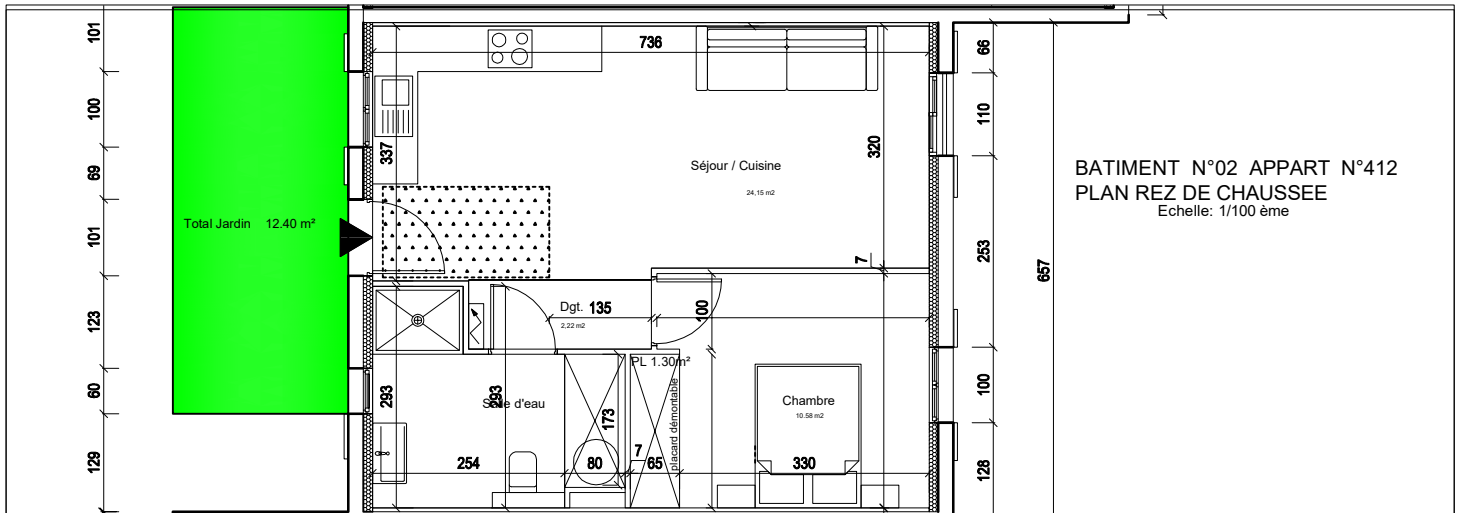 101
100
69
101
123
60
129
Total Jardin 12.40 m²
736
337
320
Séjour / Cuisine
24,15 m2
7
Dgt. 135
2,22 m2
100
PL 1.30m²
placard démontable
293
293
Salle d'eau
173
Chambre
10.58 m2
254
80
7
65
330
66
110
253
100
128
657
BATIMENT N°02 APPART N°412
PLAN REZ DE CHAUSSEE
Echelle: 1/100 ème